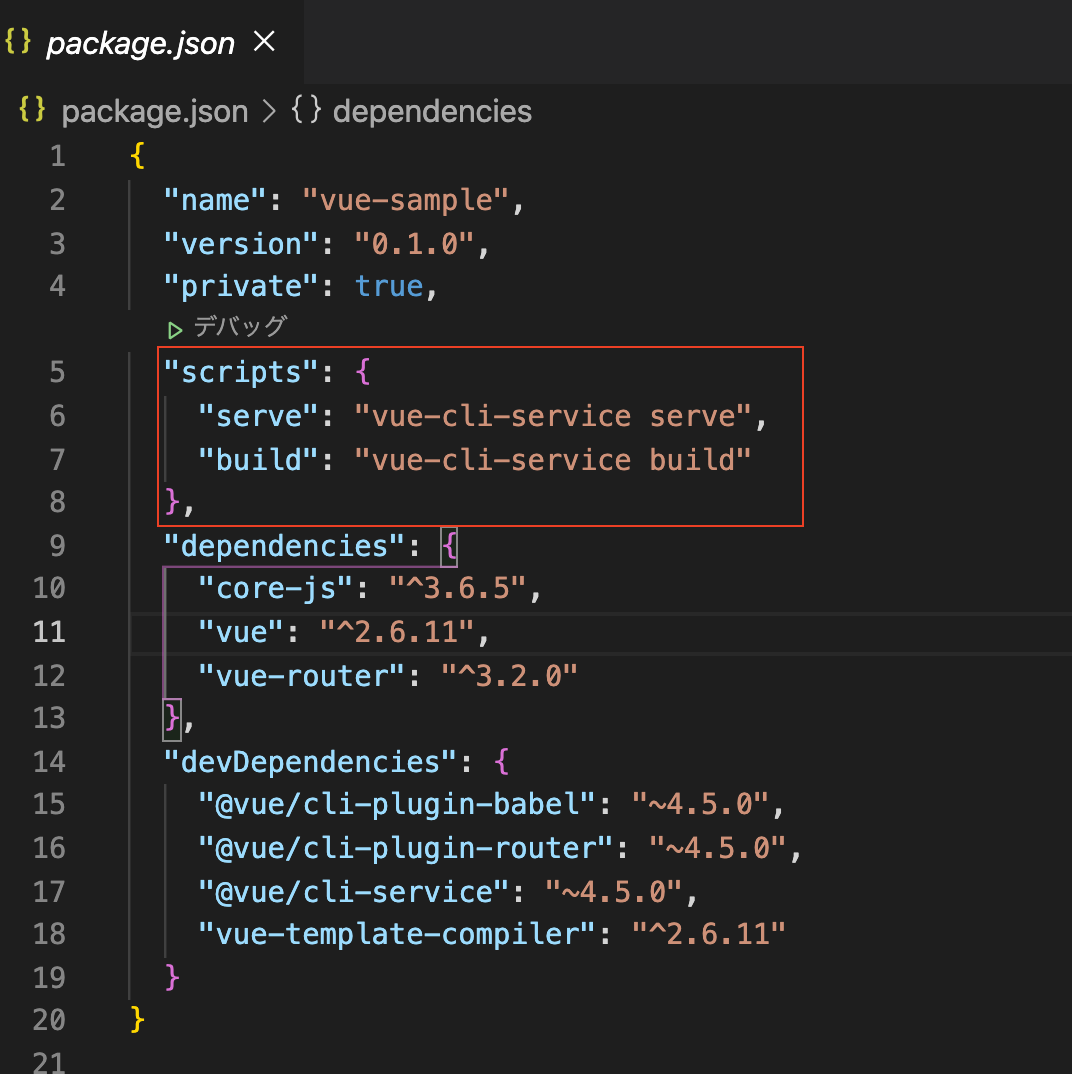 {} package.json ×
{} package.json > {} dependencies
1 {
2 "name": "vue-sample",
3 "version": "0.1.0",
4 "private": true,
デバッグ
5 "scripts": {
6 "serve": "vue-cli-service serve",
7 "build": "vue-cli-service build"
8 },
9 "dependencies": {
10 "core-js": "^3.6.5",
11 "vue": "^2.6.11",
12 "vue-router": "^3.2.0"
13 },
14 "devDependencies": {
15 "@vue/cli-plugin-babel": "~4.5.0",
16 "@vue/cli-plugin-router": "~4.5.0",
17 "@vue/cli-service": "~4.5.0",
18 "vue-template-compiler": "^2.6.11"
19 }
20 }
21